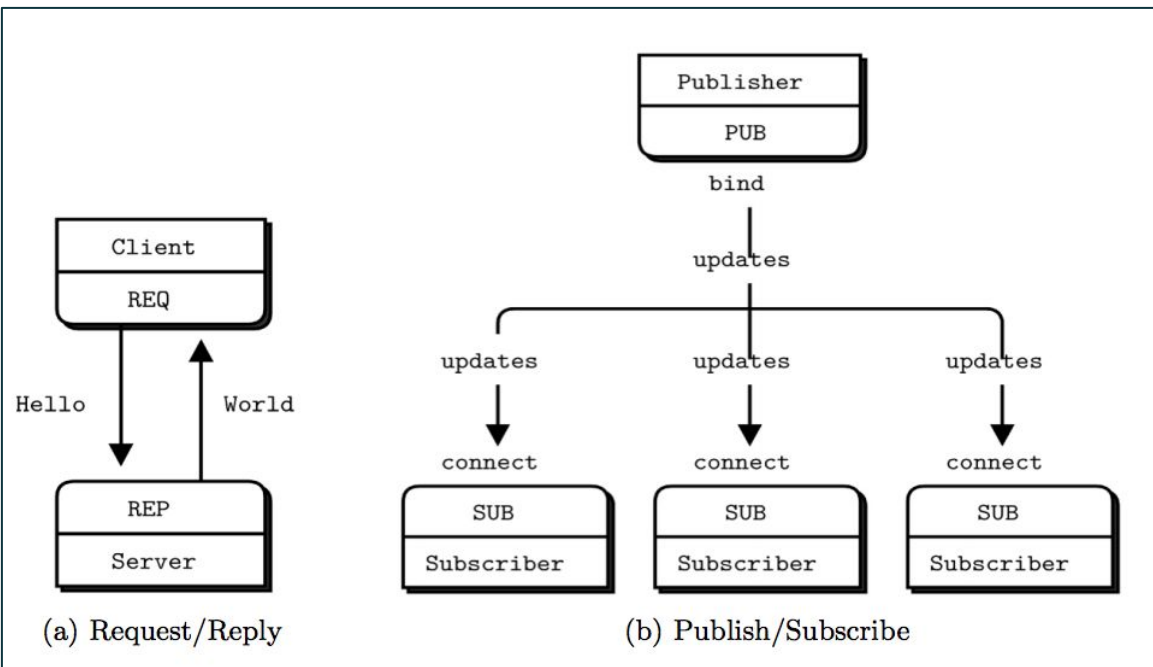 Client
REQ
Hello
World
REP
Server
(a) Request/Reply
Publisher
PUB
bind
updates
updates
updates
updates
connect
connect
connect
SUB
SUB
SUB
Subscriber
Subscriber
Subscriber
(b) Publish/Subscribe